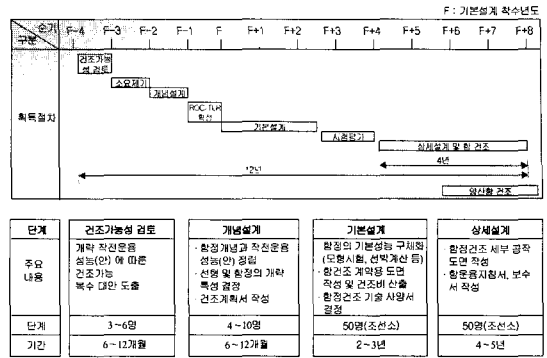 F : 기본설계 착수년도
순기
구분
F-4 F-3 F-2 F-1 F F+1 F+2 F+3 F+4 F+5 F+6 F+7 F+8
획득절차
건조가능
성 검토
소요제기
개념설계
ROC·TLR
확정
기본설계
상세설계 및 함 건조
4년
12년
양산함 건조
단계 건조가능성 검토 개념설계 기본설계 상세설계
주요
내용
개략 작전운용
성능(안) 에 따른
건조가능
복수 대안 도출
· 함정개념과 작전운용
성능(안) 정립
· 선형 및 함정의 개략
특성 결정
· 건조계획서 작성
· 함정의 기본성능 구체화
(모형시험, 선박계산 등)
· 함건조 계약용 도면
작성 및 건조비 산출
· 함정건조 기술 사양서
결정
· 함정건조 세부 공작
도면 작성
· 함운용지침서, 보수
서 작성
단계 3~6명 4~10명 50명(조선소) 50명(조선소)
기간 6~12개월 6~12개월 2~3년 4~5년